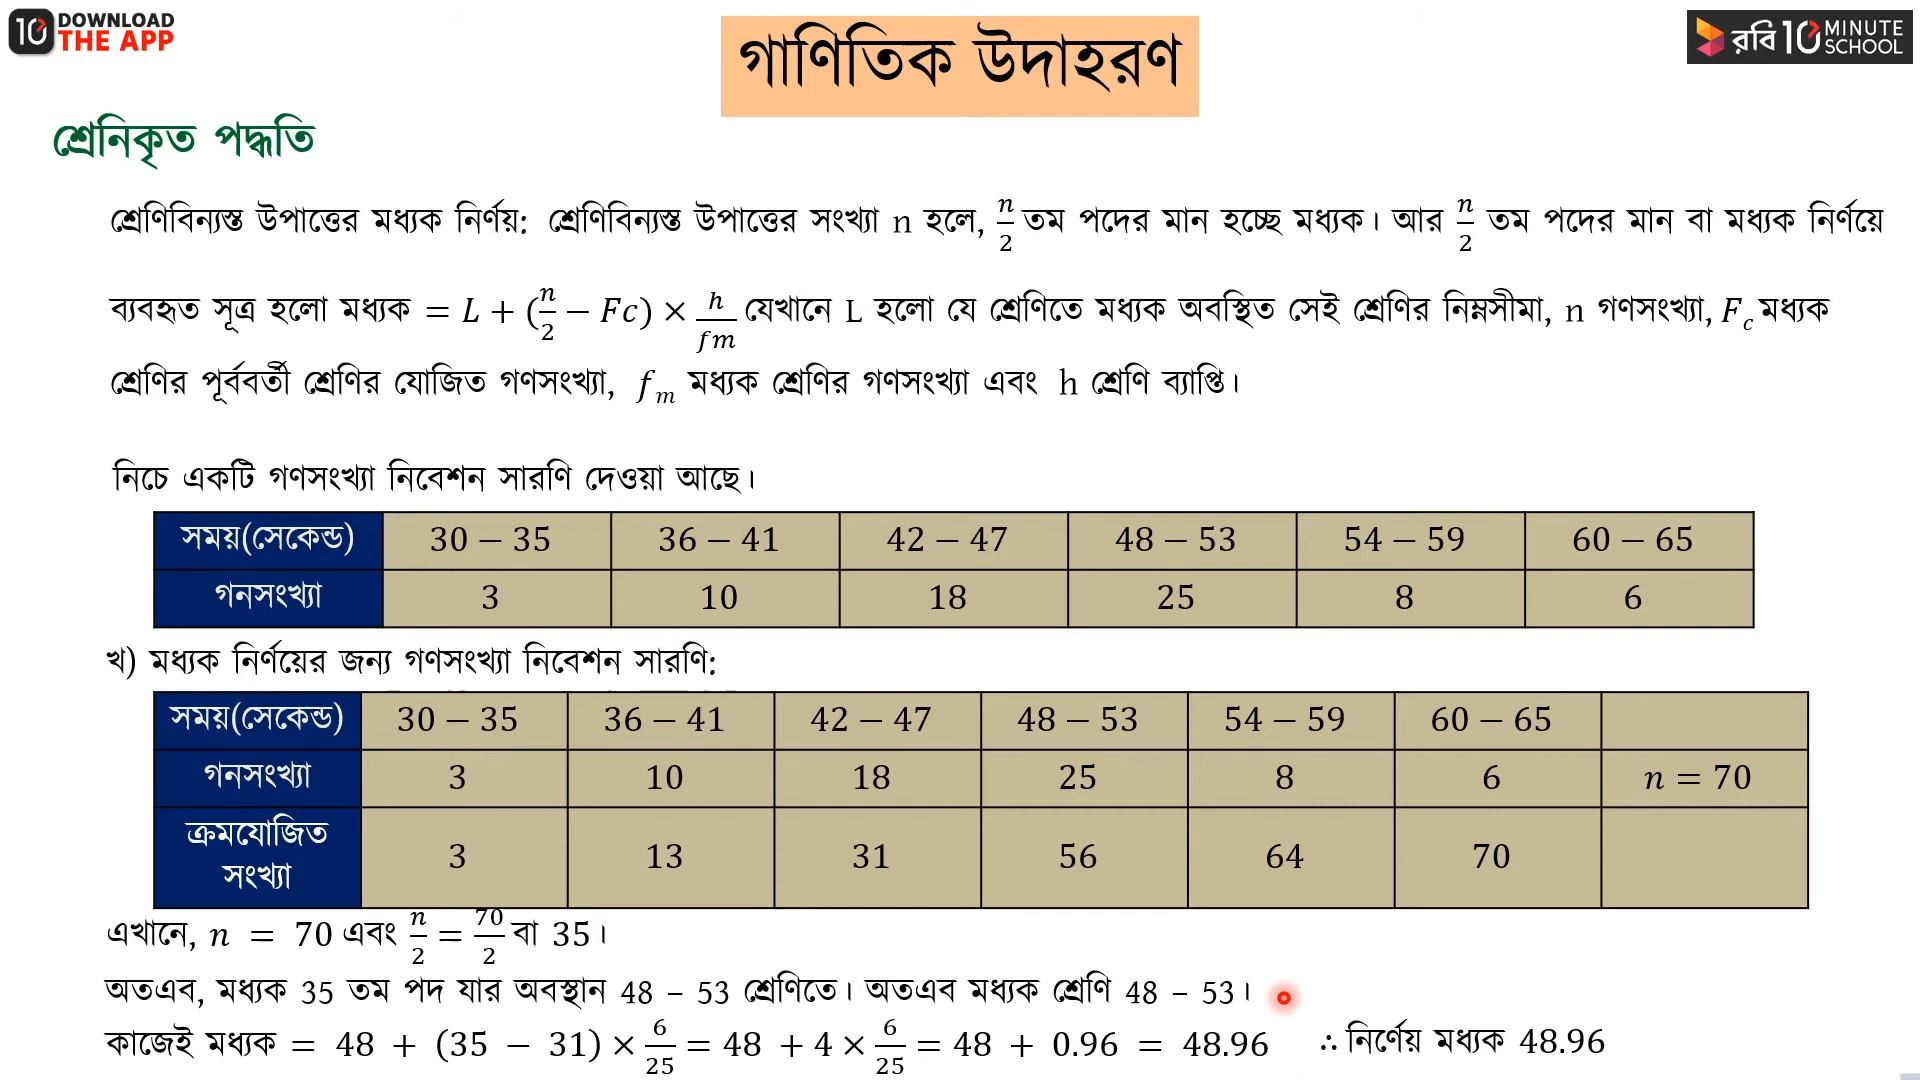 DOWNLOAD
THE APP
গাণিতিক উদাহরণ
রবি 10 MINUTE SCHOOL
শ্রেনিকৃত পদ্ধতি
শ্রেণিবিন্যস্ত উপাত্তের মধ্যক নির্ণয়: শ্রেণিবিন্যস্ত উপাত্তের সংখ্যা n হলে, n/2 তম পদের মান হচ্ছে মধ্যক। আর n/2 তম পদের মান বা মধ্যক নির্ণয়ে
ব্যবহৃত সূত্র হলো মধ্যক = L + (n/2 − Fc) × h/fm যেখানে L হলো যে শ্রেণিতে মধ্যক অবস্থিত সেই শ্রেণির নিম্নসীমা, n গণসংখ্যা, F_c মধ্যক
শ্রেণির পূর্ববর্তী শ্রেণির যোজিত গণসংখ্যা, f_m মধ্যক শ্রেণির গণসংখ্যা এবং h শ্রেণি ব্যাপ্তি।
নিচে একটি গণসংখ্যা নিবেশন সারণি দেওয়া আছে।
সময়(সেকেন্ড) 30 − 35 36 − 41 42 − 47 48 − 53 54 − 59 60 − 65
গনসংখ্যা 3 10 18 25 8 6
খ) মধ্যক নির্ণয়ের জন্য গণসংখ্যা নিবেশন সারণি:
সময়(সেকেন্ড) 30 − 35 36 − 41 42 − 47 48 − 53 54 − 59 60 − 65
গনসংখ্যা 3 10 18 25 8 6 n = 70
ক্রমযোজিত সংখ্যা 3 13 31 56 64 70
এখানে, n = 70 এবং n/2 = 70/2 বা 35।
অতএব, মধ্যক 35 তম পদ যার অবস্থান 48 – 53 শ্রেণিতে। অতএব মধ্যক শ্রেণি 48 – 53।
কাজেই মধ্যক = 48 + (35 − 31) × 6/25 = 48 + 4 × 6/25 = 48 + 0.96 = 48.96 ∴ নির্ণেয় মধ্যক 48.96